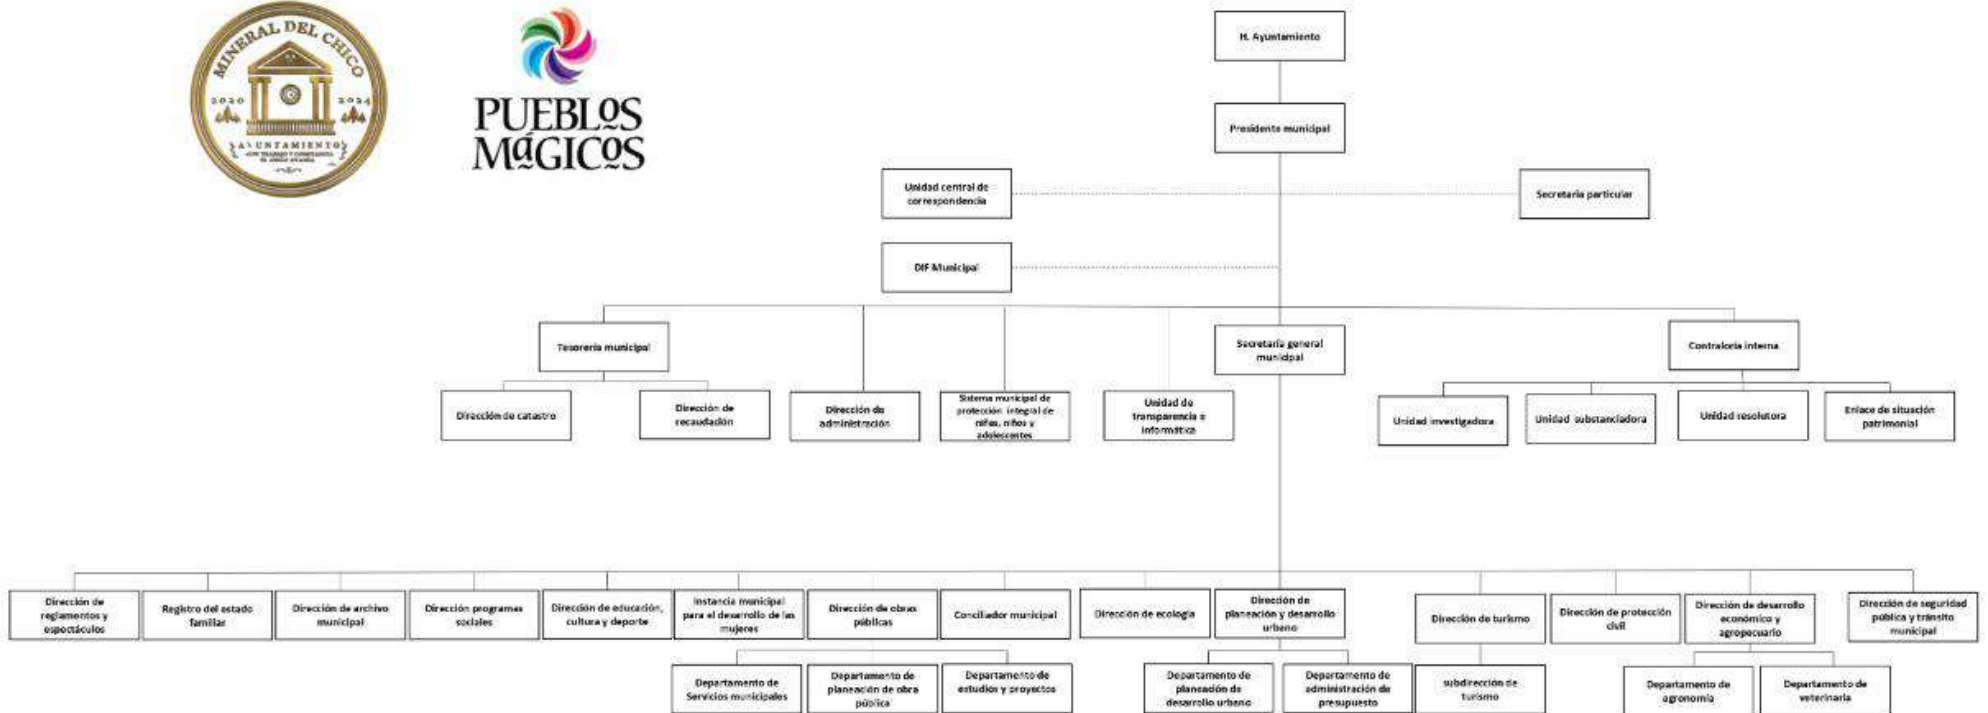 MINERAL DEL CHICO
2020 2024
AYUNTAMIENTO
PUEBLOS
MáGICOS
H. Ayuntamiento
Presidente municipal
Unidad central de
correspondencia
Secretaria particular
DIF Municipal
Tesorería municipal
Secretaría general
municipal
Contraloría interna
Dirección de catastro
Dirección de
recaudación
Dirección de
administración
Sistema municipal de
protección integral de
niñas, niños y
adolescentes
Unidad de
transparencia e
informática
Unidad investigadora
Unidad substanciadora
Unidad resolutora
Enlace de situación
patrimonial
Dirección de
reglamentos y
espectáculos
Registro del estado
familiar
Dirección de archivo
municipal
Dirección programas
sociales
Dirección de educación,
cultura y deporte
Instancia municipal
para el desarrollo de las
mujeres
Dirección de obras
públicas
Conciliador municipal
Dirección de ecología
Dirección de
planeación y desarrollo
urbano
Dirección de turismo
Dirección de protección
civil
Dirección de desarrollo
económico y
agropecuario
Dirección de seguridad
pública y tránsito
municipal
Departamento de
Servicios municipales
Departamento de
planeación de obra
pública
Departamento de
estudios y proyectos
Departamento de
planeación de
desarrollo urbano
Departamento de
administración de
presupuesto
subdirección de
turismo
Departamento de
agronomía
Departamento de
veterinaria